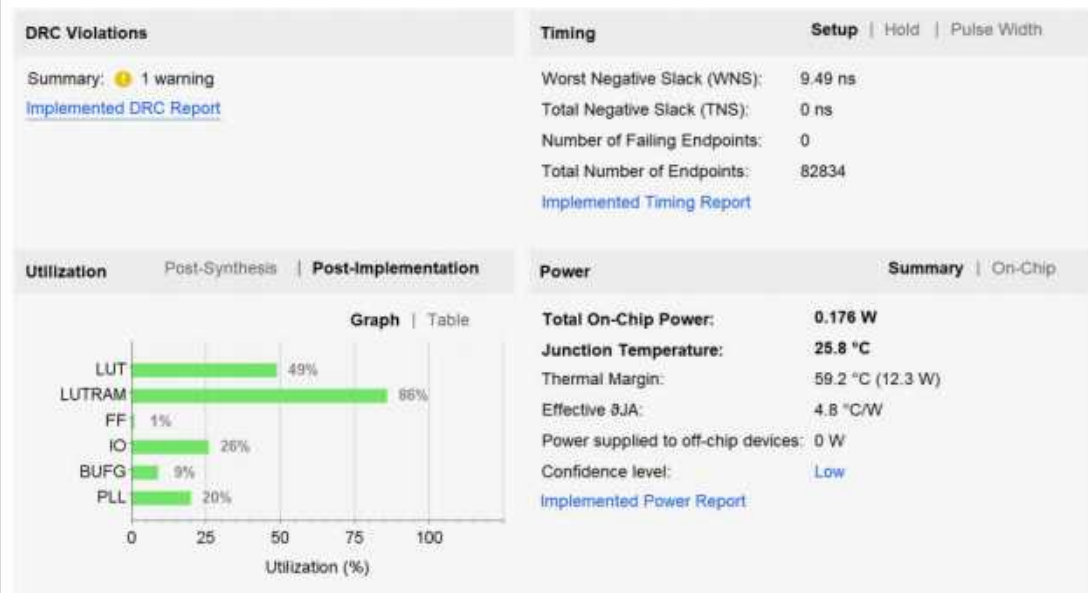 DRC Violations
Summary: 1 warning
Implemented DRC Report
Timing Setup | Hold | Pulse Width
Worst Negative Slack (WNS): 9.49 ns
Total Negative Slack (TNS): 0 ns
Number of Failing Endpoints: 0
Total Number of Endpoints: 82834
Implemented Timing Report
Utilization Post-Synthesis | Post-Implementation
Graph | Table
LUT 49%
LUTRAM 86%
FF 1%
IO 26%
BUFG 9%
PLL 20%
0 25 50 75 100
Utilization (%)
Power Summary | On-Chip
Total On-Chip Power: 0.176 W
Junction Temperature: 25.8 °C
Thermal Margin: 59.2 °C (12.3 W)
Effective ϑJA: 4.8 °C/W
Power supplied to off-chip devices: 0 W
Confidence level: Low
Implemented Power Report